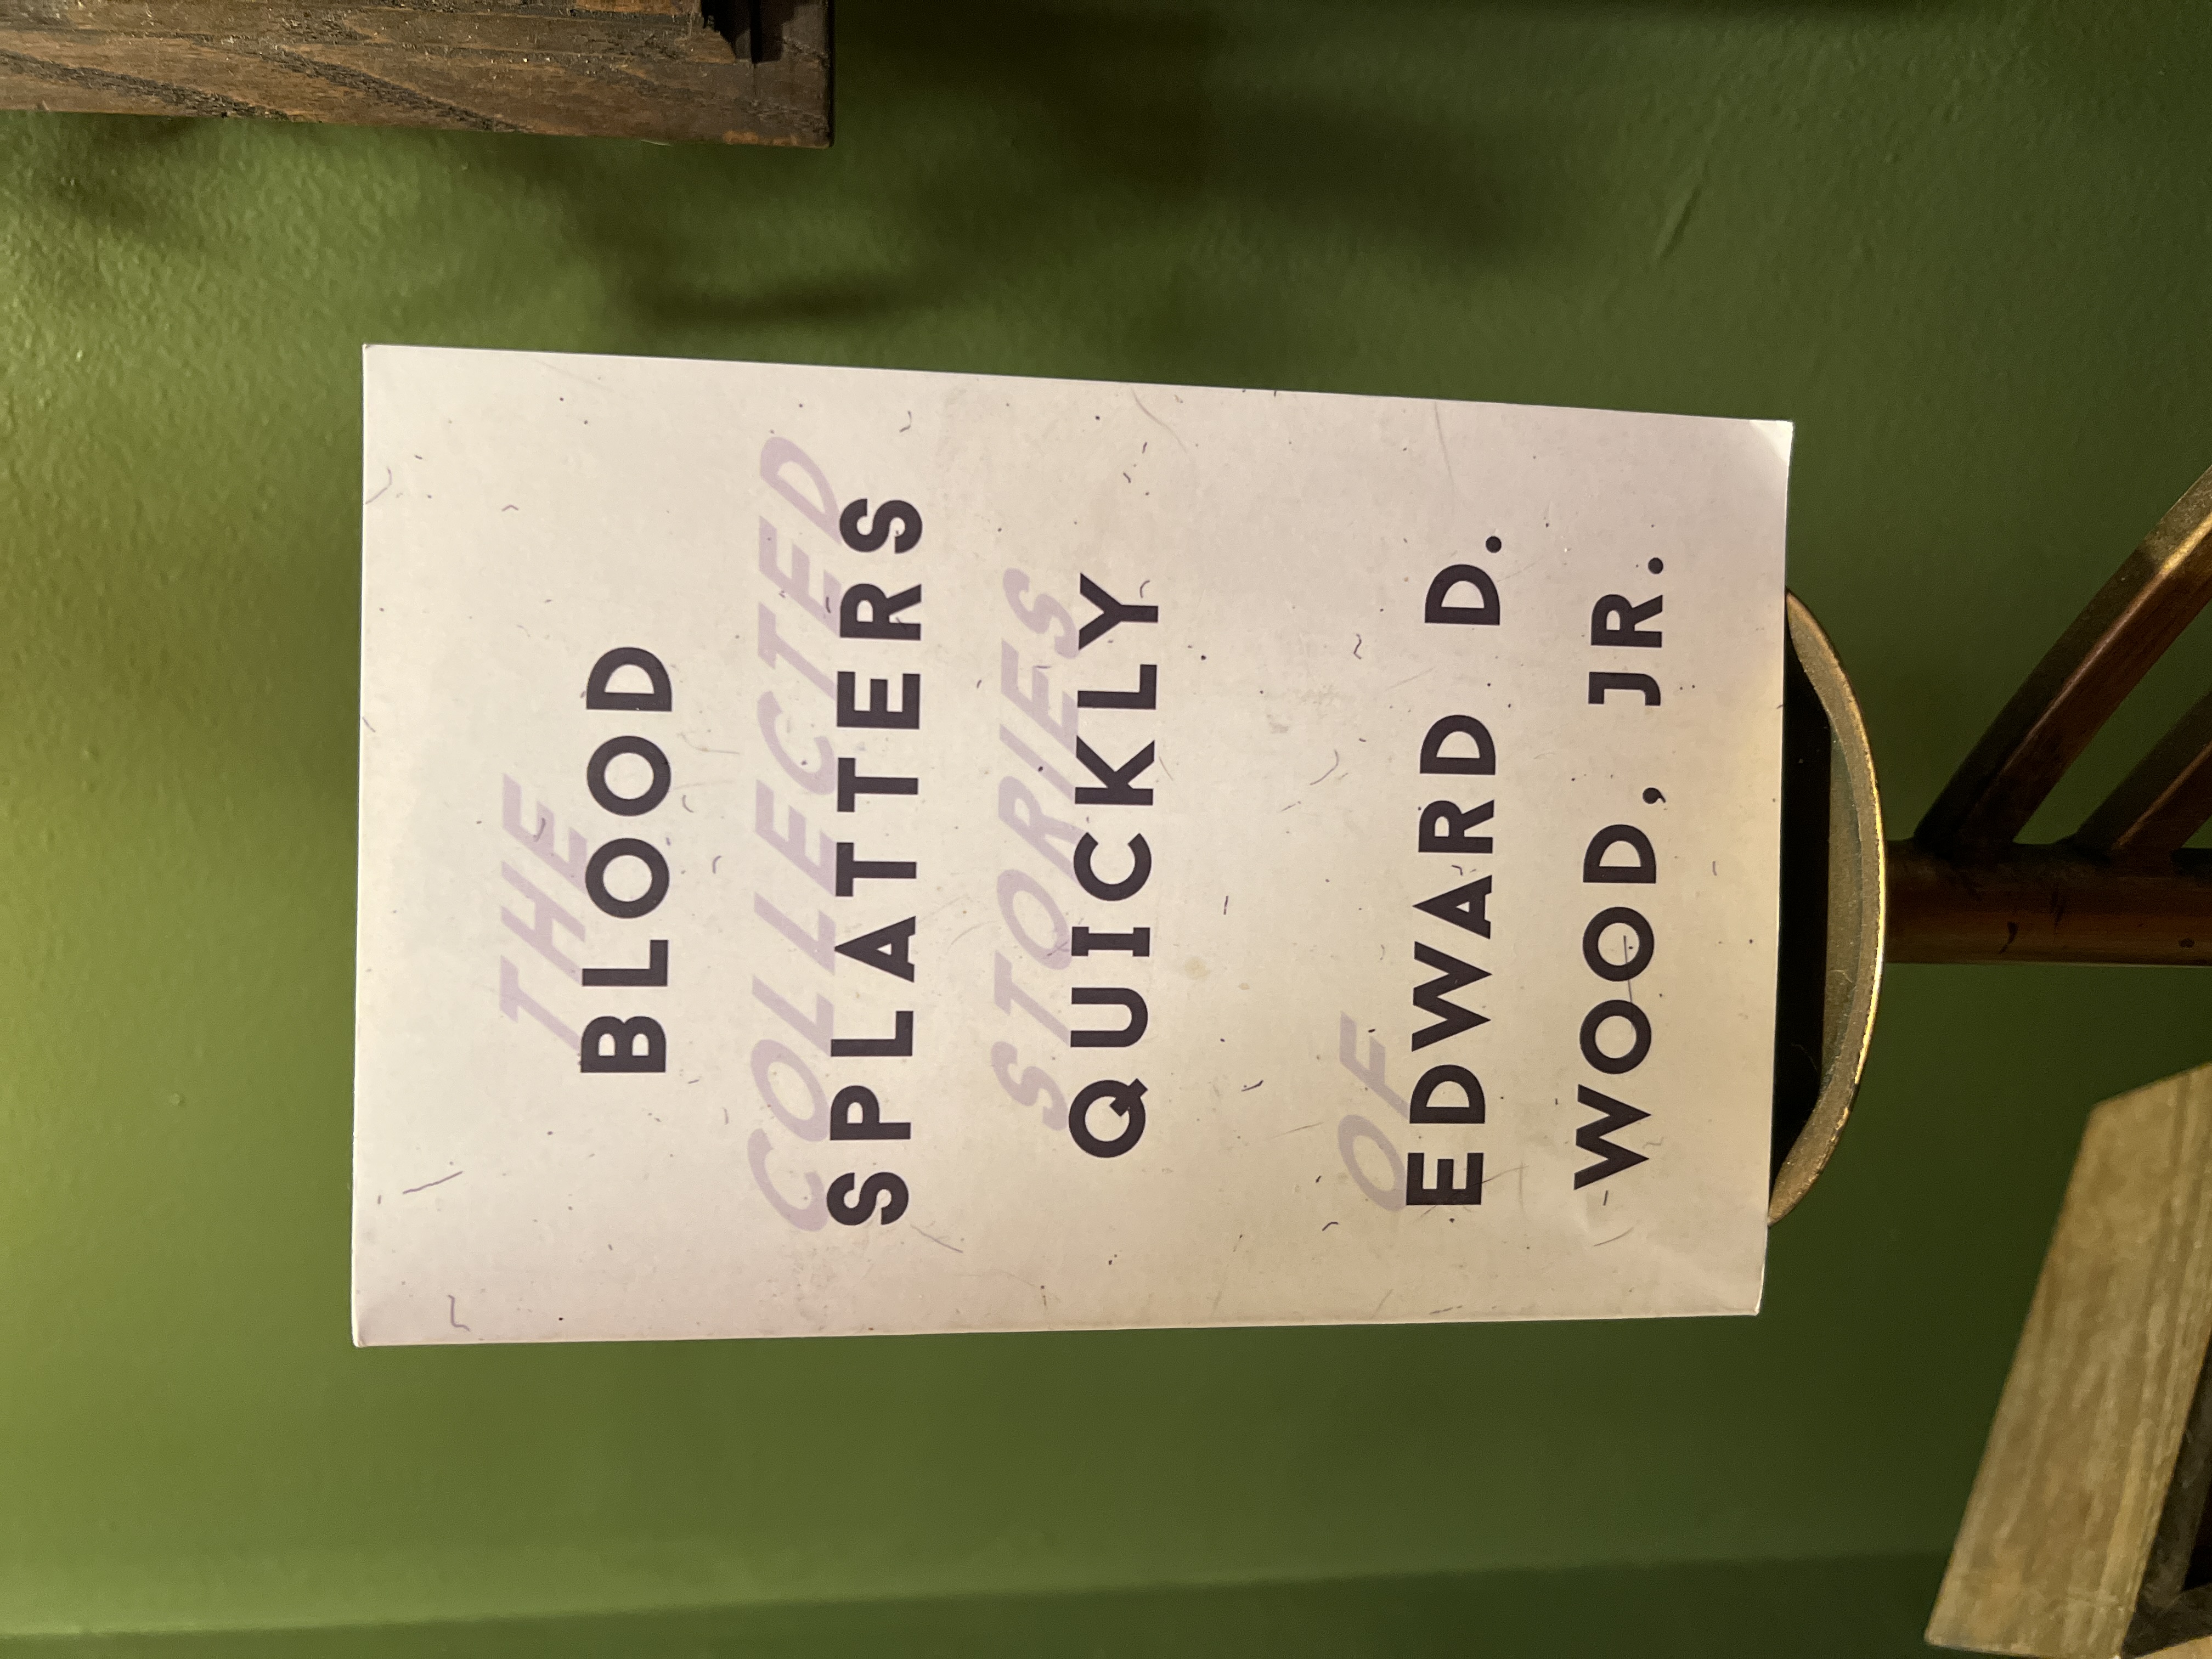 THE
BLOOD
COLLECTED
SPLATTERS
STORIES
QUICKLY
OF
EDWARD D.
WOOD, JR.